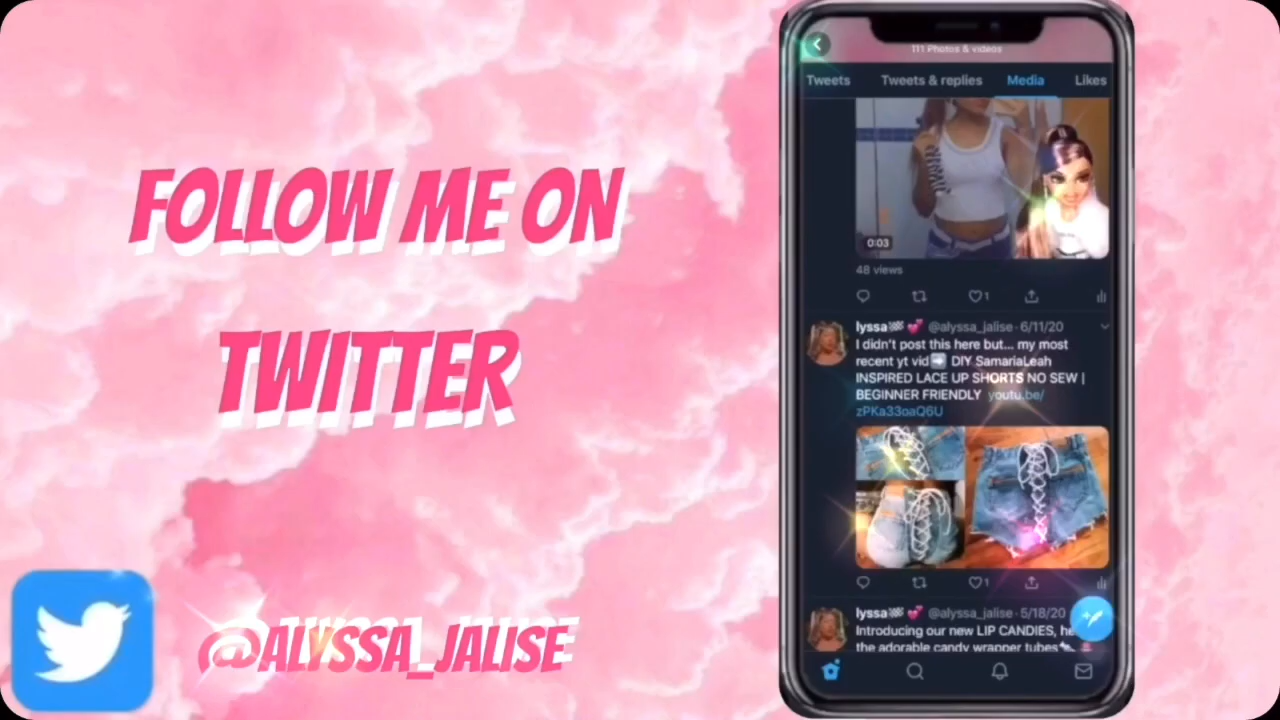 FOLLOW ME ON
TWITTER
@ALYSSA_JALISE
111 Photos & videos
Tweets Tweets & replies Media Likes
0:03
48 views
1
lyssa🏁 💕 @alyssa_jalise · 6/11/20
I didn't post this here but... my most
recent yt vid➡️ DIY SamariaLeah
INSPIRED LACE UP SHORTS NO SEW |
BEGINNER FRIENDLY youtu.be/
zPKa33oaQ6U
1
lyssa🏁 💕 @alyssa_jalise · 5/18/20
Introducing our new LIP CANDIES, he
the adorable candy wrapper tubes